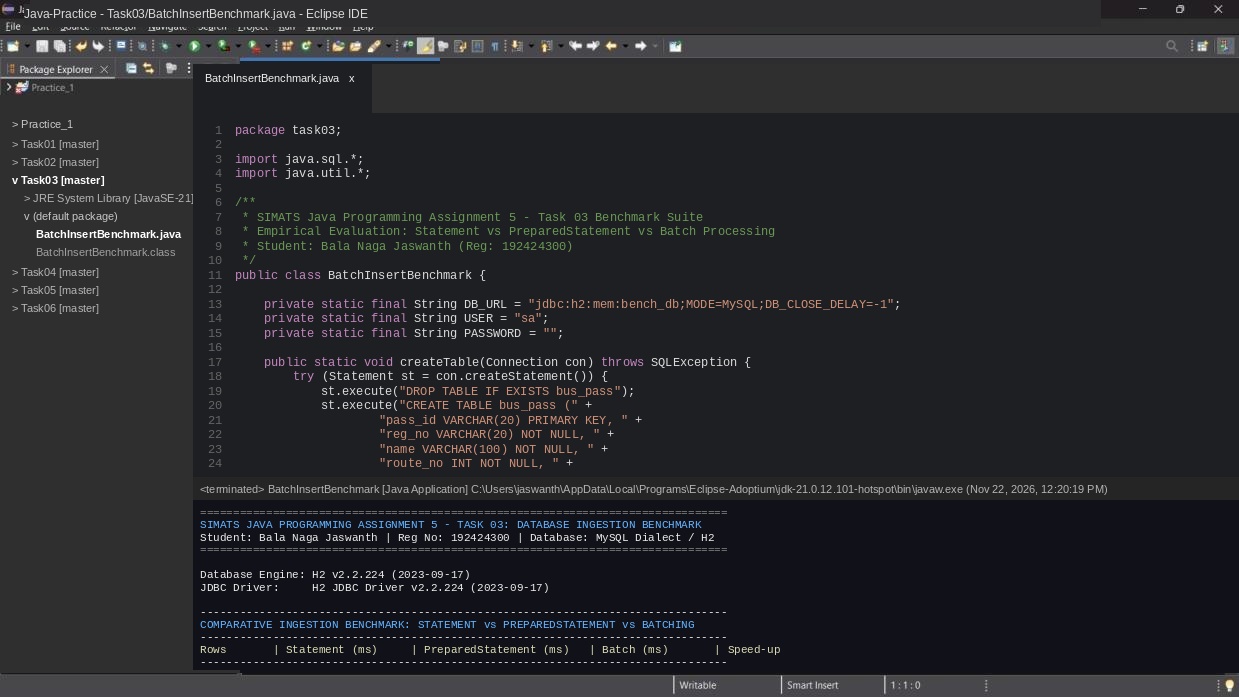 Java-Practice - Task03/BatchInsertBenchmark.java - Eclipse IDE
File Edit Source Refactor Navigate Search Project Run Window Help
Package Explorer
Practice_1
> Practice_1
> Task01 [master]
> Task02 [master]
v Task03 [master]
> JRE System Library [JavaSE-21]
v (default package)
BatchInsertBenchmark.java
BatchInsertBenchmark.class
> Task04 [master]
> Task05 [master]
> Task06 [master]
BatchInsertBenchmark.java x
1 package task03;
2
3 import java.sql.*;
4 import java.util.*;
5
6 /**
7 * SIMATS Java Programming Assignment 5 - Task 03 Benchmark Suite
8 * Empirical Evaluation: Statement vs PreparedStatement vs Batch Processing
9 * Student: Bala Naga Jaswanth (Reg: 192424300)
10 */
11 public class BatchInsertBenchmark {
12
13 private static final String DB_URL = "jdbc:h2:mem:bench_db;MODE=MySQL;DB_CLOSE_DELAY=-1";
14 private static final String USER = "sa";
15 private static final String PASSWORD = "";
16
17 public static void createTable(Connection con) throws SQLException {
18 try (Statement st = con.createStatement()) {
19 st.execute("DROP TABLE IF EXISTS bus_pass");
20 st.execute("CREATE TABLE bus_pass (" +
21 "pass_id VARCHAR(20) PRIMARY KEY, " +
22 "reg_no VARCHAR(20) NOT NULL, " +
23 "name VARCHAR(100) NOT NULL, " +
24 "route_no INT NOT NULL, " +
<terminated> BatchInsertBenchmark [Java Application] C:\Users\jaswanth\AppData\Local\Programs\Eclipse-Adoptium\jdk-21.0.12.101-hotspot\bin\javaw.exe (Nov 22, 2026, 12:20:19 PM)
================================================================================
SIMATS JAVA PROGRAMMING ASSIGNMENT 5 - TASK 03: DATABASE INGESTION BENCHMARK
Student: Bala Naga Jaswanth | Reg No: 192424300 | Database: MySQL Dialect / H2
================================================================================
Database Engine: H2 v2.2.224 (2023-09-17)
JDBC Driver: H2 JDBC Driver v2.2.224 (2023-09-17)
--------------------------------------------------------------------------------
COMPARATIVE INGESTION BENCHMARK: STATEMENT vs PREPAREDSTATEMENT vs BATCHING
--------------------------------------------------------------------------------
Rows | Statement (ms) | PreparedStatement (ms) | Batch (ms) | Speed-up
--------------------------------------------------------------------------------
Writable
Smart Insert
1 : 1 : 0